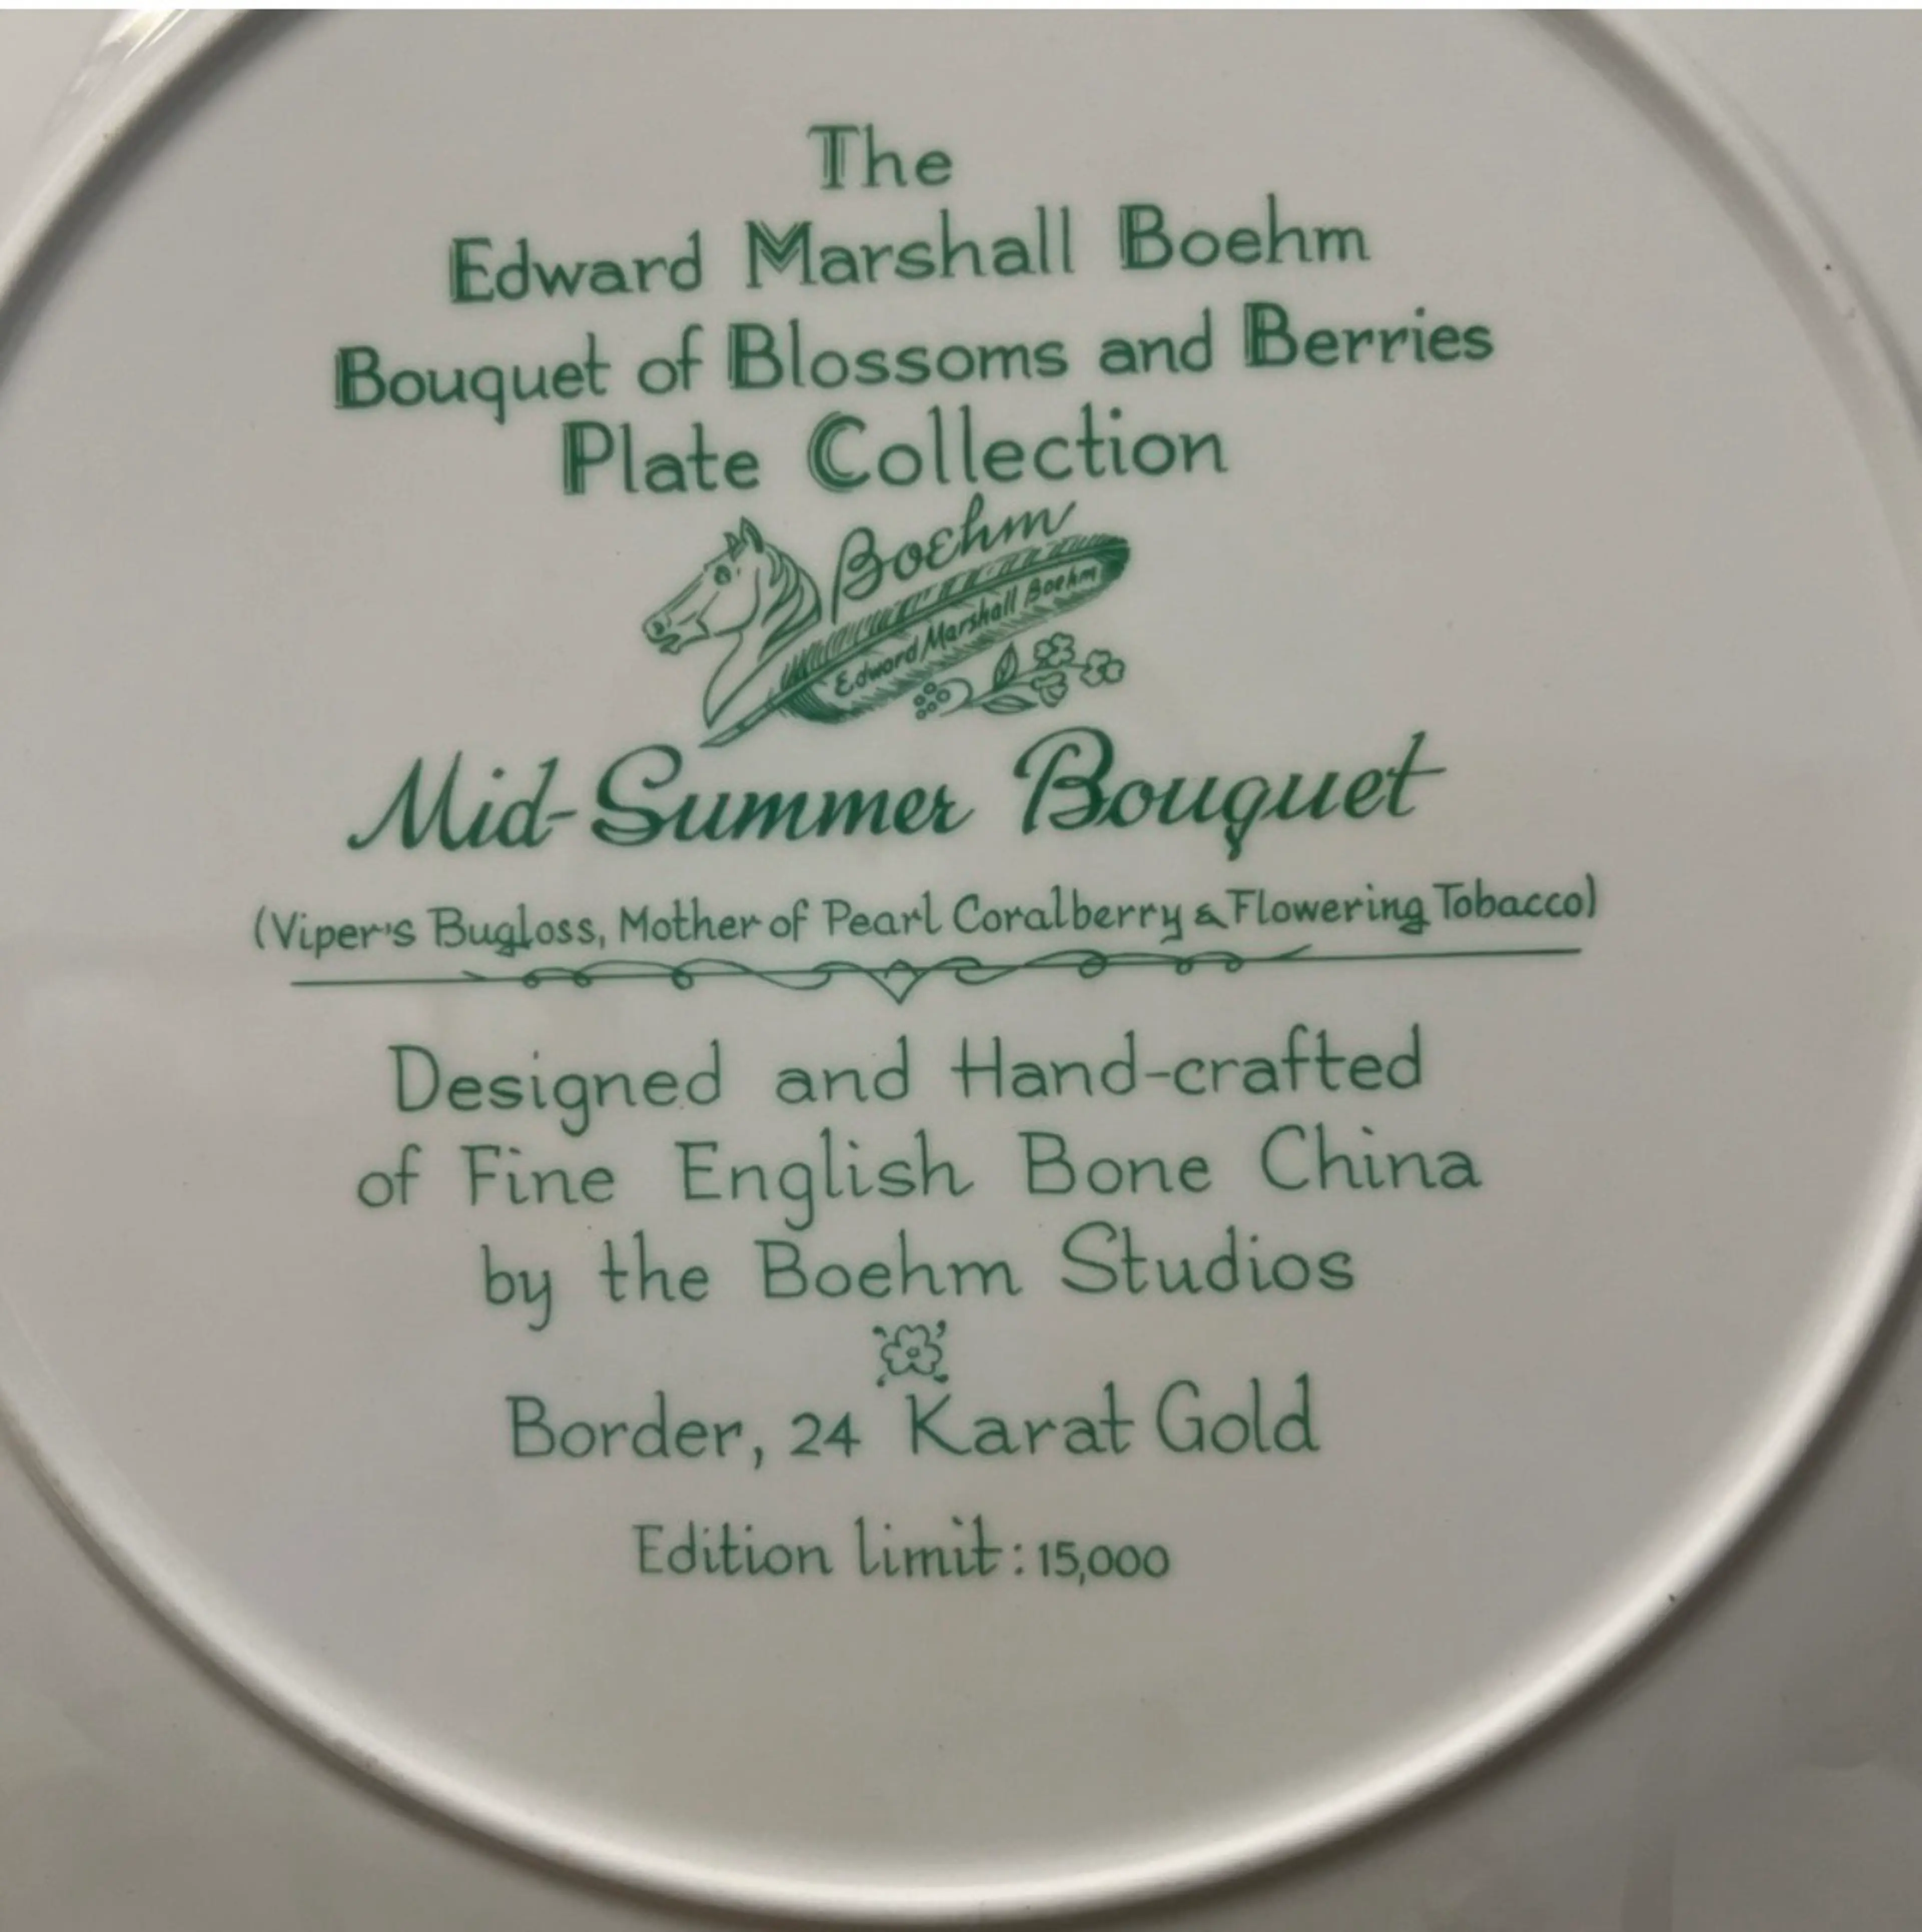 The
Edward Marshall Boehm
Bouquet of Blossoms and Berries
Plate Collection
Boehm
Edward Marshall Boehm
Mid-Summer Bouquet
(Viper's Bugloss, Mother of Pearl Coralberry & Flowering Tobacco)
Designed and Hand-crafted
of Fine English Bone China
by the Boehm Studios
Border, 24 Karat Gold
Edition limit: 15,000